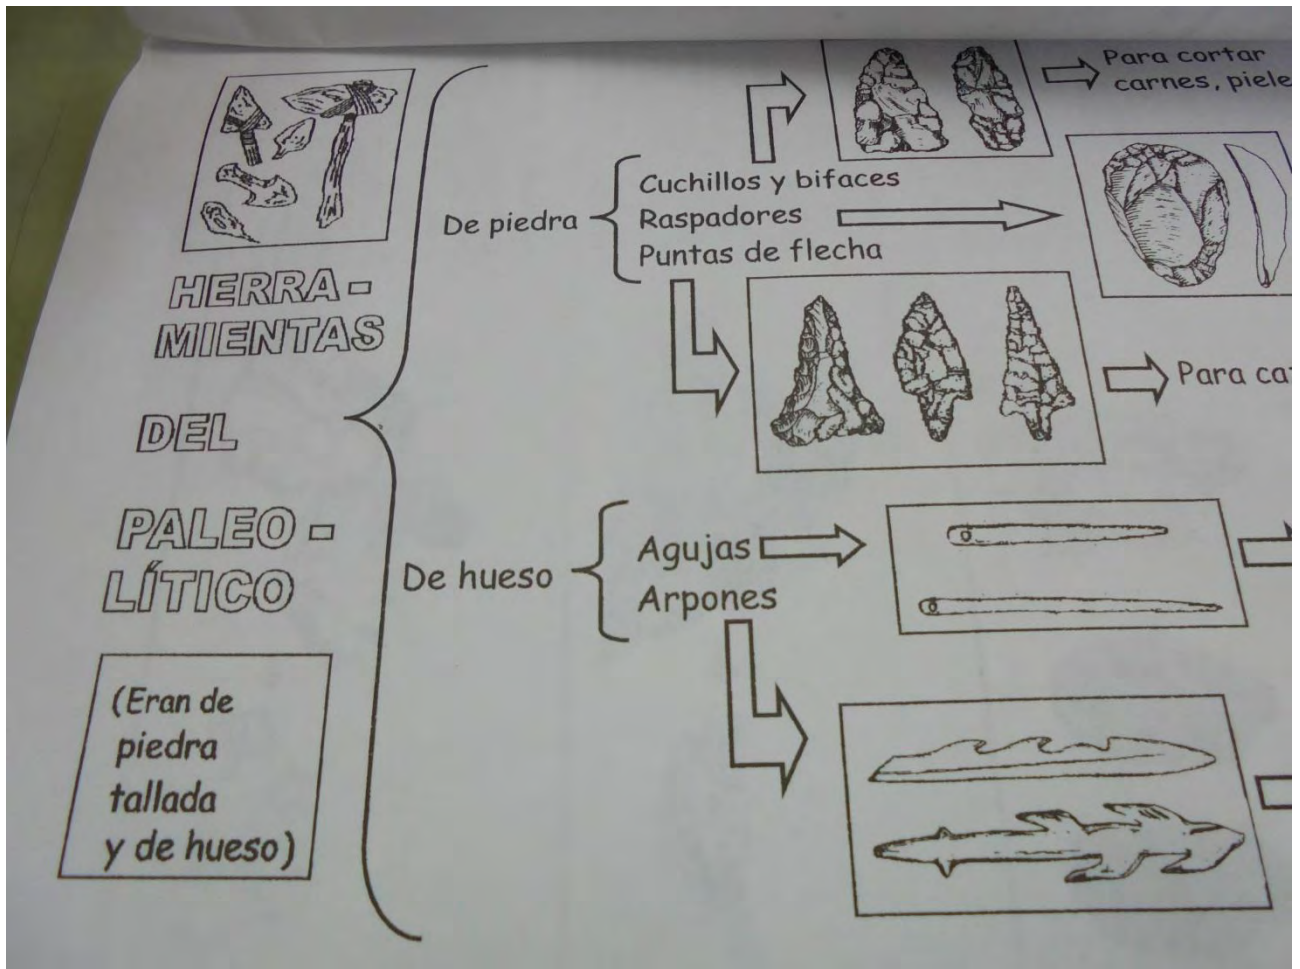 HERRA-
MIENTAS
DEL
PALEO-
LÍTICO
(Eran de
piedra
tallada
y de hueso)
De piedra
Cuchillos y bifaces
Raspadores
Puntas de flecha
Para cortar
carnes,
Para
De hueso
Agujas
Arpones